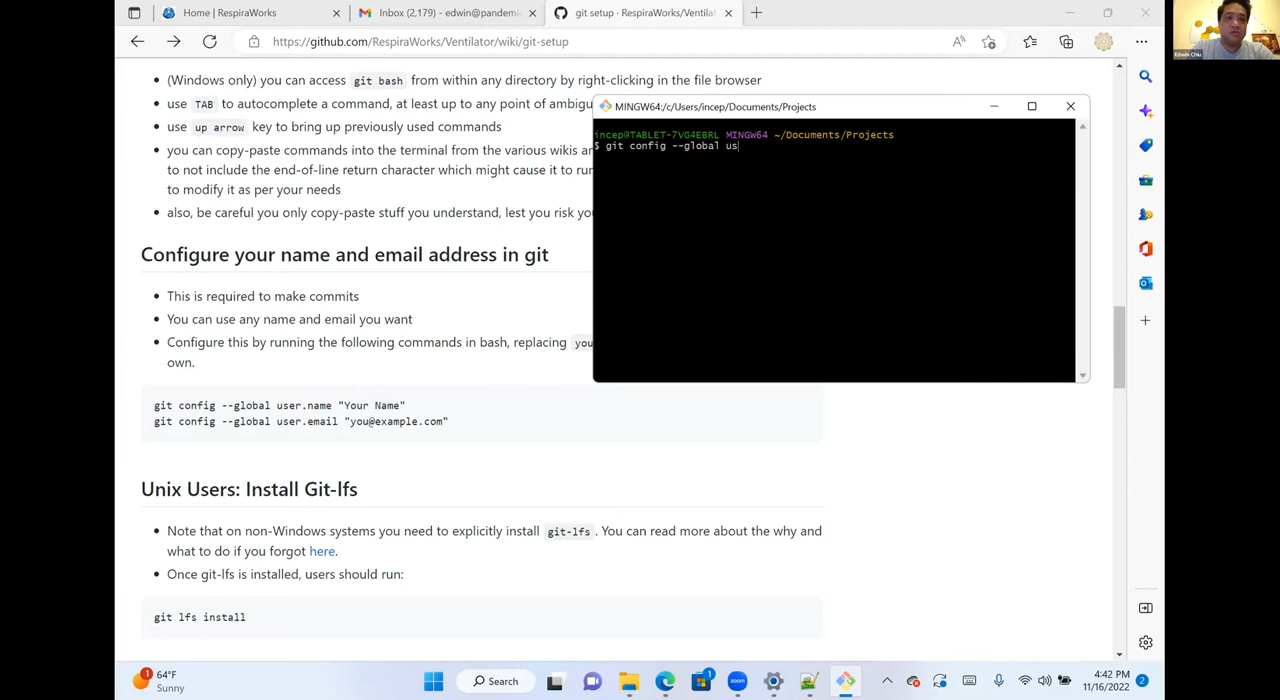 Home | RespiraWorks
Inbox (2,179) - edwin@pandemi
git setup · RespiraWorks/Ventilat
https://github.com/RespiraWorks/Ventilator/wiki/git-setup
Edwin Chiu
(Windows only) you can access git bash from within any directory by right-clicking in the file browser
use TAB to autocomplete a command, at least up to any point of ambigu
use up arrow key to bring up previously used commands
you can copy-paste commands into the terminal from the various wikis an
to not include the end-of-line return character which might cause it to run
to modify it as per your needs
also, be careful you only copy-paste stuff you understand, lest you risk you
MINGW64:/c/Users/incep/Documents/Projects
incep@TABLET-7VG4EBRL MINGW64 ~/Documents/Projects
$ git config --global us
Configure your name and email address in git
This is required to make commits
You can use any name and email you want
Configure this by running the following commands in bash, replacing you
own.
git config --global user.name "Your Name"
git config --global user.email "you@example.com"
Unix Users: Install Git-lfs
Note that on non-Windows systems you need to explicitly install git-lfs. You can read more about the why and
what to do if you forgot here.
Once git-lfs is installed, users should run:
git lfs install
1
64°F
Sunny
Search
1
zoom
4:42 PM
11/16/2022
2